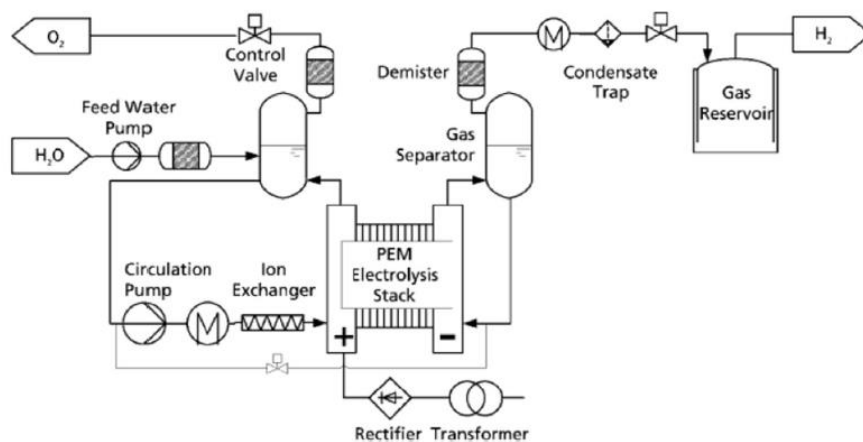 O₂
Control
Valve
Demister
Condensate
Trap
H₂
Gas
Reservoir
Feed Water
Pump
H₂O
Gas
Separator
Circulation
Pump
Ion
Exchanger
PEM
Electrolysis
Stack
M
M
+
−
Rectifier Transformer